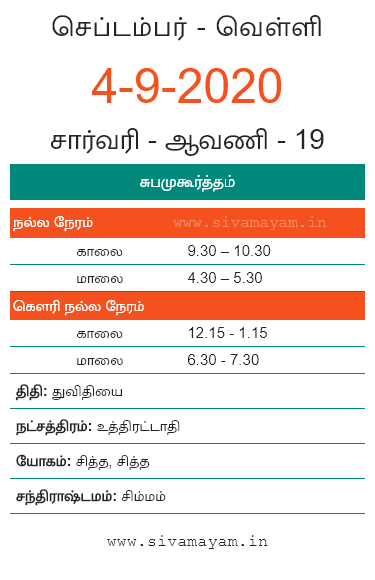 செப்டம்பர் - வெள்ளி
4-9-2020
சார்வரி - ஆவணி - 19
சுபமுகூர்த்தம்
நல்ல நேரம் www.sivamayam.in
காலை 9.30 – 10.30
மாலை 4.30 – 5.30
கௌரி நல்ல நேரம்
காலை 12.15 - 1.15
மாலை 6.30 - 7.30
திதி: துவிதியை
நட்சத்திரம்: உத்திரட்டாதி
யோகம்: சித்த, சித்த
சந்திராஷ்டமம்: சிம்மம்
www.sivamayam.in